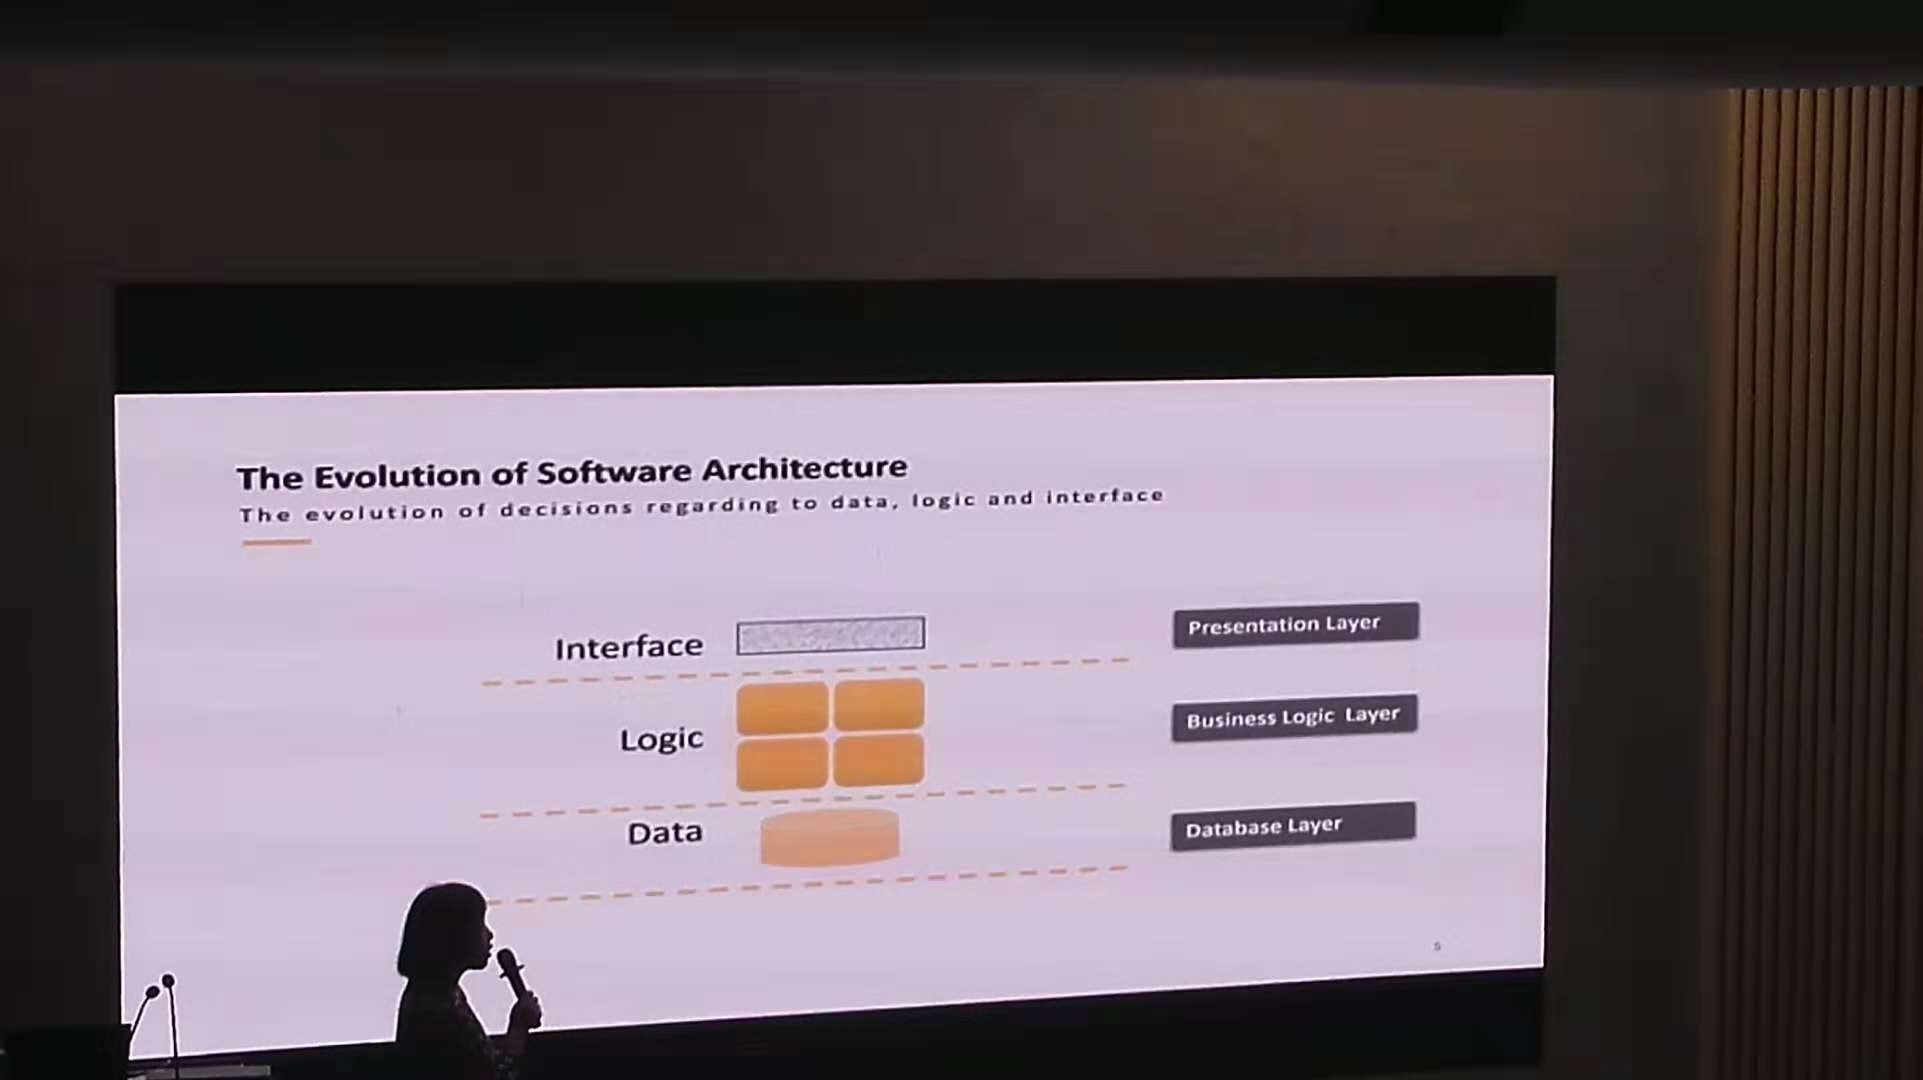 The Evolution of Software Architecture
The evolution of decisions regarding to data, logic and interface
Interface
Presentation Layer
Logic
Business Logic Layer
Data
Database Layer
5